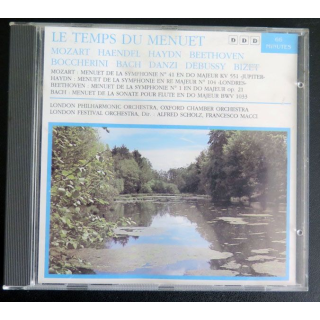 LE TEMPS DU MENUET
DDD
60
MINUTES
MOZART HAENDEL HAYDN BEETHOVEN
BOCCHERINI BACH DANZI DEBUSSY BIZET
MOZART : MENUET DE LA SYMPHONIE N° 41 EN DO MAJEUR KV 551 «JUPITER»
HAYDN : MENUET DE LA SYMPHONIE EN RE MAJEUR N° 104 «LONDRES»
BEETHOVEN : MENUET DE LA SYMPHONIE N° 1 EN DO MAJEUR op. 21
BACH : MENUET DE LA SONATE POUR FLUTE EN DO MAJEUR BWV 1033
LONDON PHILHARMONIC ORCHESTRA, OXFORD CHAMBER ORCHESTRA
LONDON FESTIVAL ORCHESTRA, Dir. ALFRED SCHOLZ, FRANCESCO MACCI